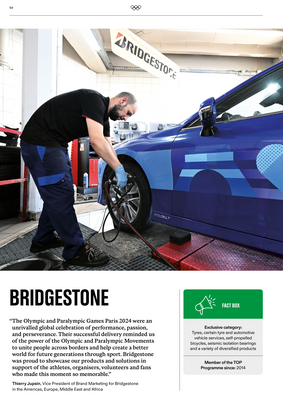 BRIDGESTONE
BRIDGESTONE
"The Olympic and Paralympic Games Paris 2024 were an
unrivalled global celebration of performance, passion,
and perseverance. Their successful delivery reminded us
of the power of the Olympic and Paralympic Movements
to unite people across borders and help create a better
world for future generations through sport. Bridgestone
was proud to showcase our products and solutions in
support of the athletes, organisers, volunteers and fans
who made this moment so memorable."
Thierry Jupsin, Vice President of Brand Marketing for Bridgestone
in the Americas, Europe, Middle East and Africa
FACT BOX
Exclusive category:
Tyres, certain tyre and automotive
vehicle services, self-propelled
bicycles, seismic isolation bearings
and a variety of diversified products
Member of the TOP
Programme since: 2014